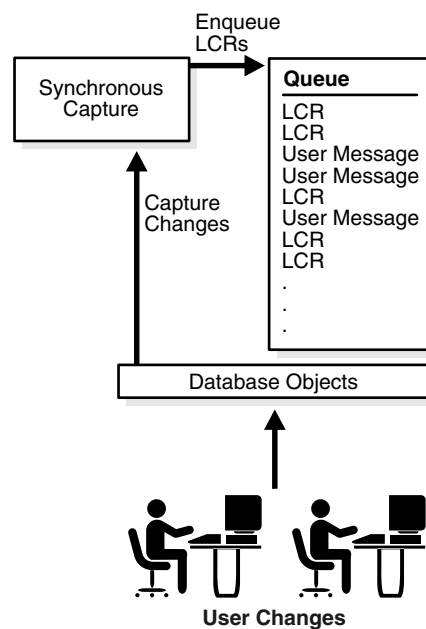 Enqueue
LCRs
Synchronous
Capture
Queue
LCR
LCR
User Message
User Message
LCR
User Message
LCR
LCR
.
.
.
Capture
Changes
Database Objects
User Changes